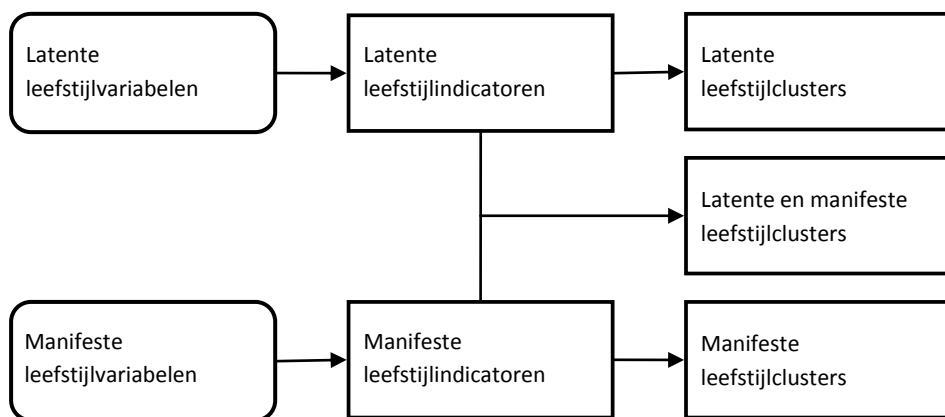 Latente
leefstijlvariabelen
Latente
leefstijlindicatoren
Latente
leefstijlclusters
Latente en manifeste
leefstijlclusters
Manifeste
leefstijlvariabelen
Manifeste
leefstijlindicatoren
Manifeste
leefstijlclusters